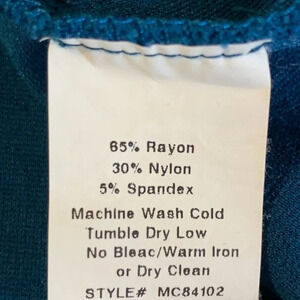 65% Rayon
30% Nylon
5% Spandex
Machine Wash Cold
Tumble Dry Low
No Bleac/Warm Iron
or Dry Clean
STYLE# MC84102